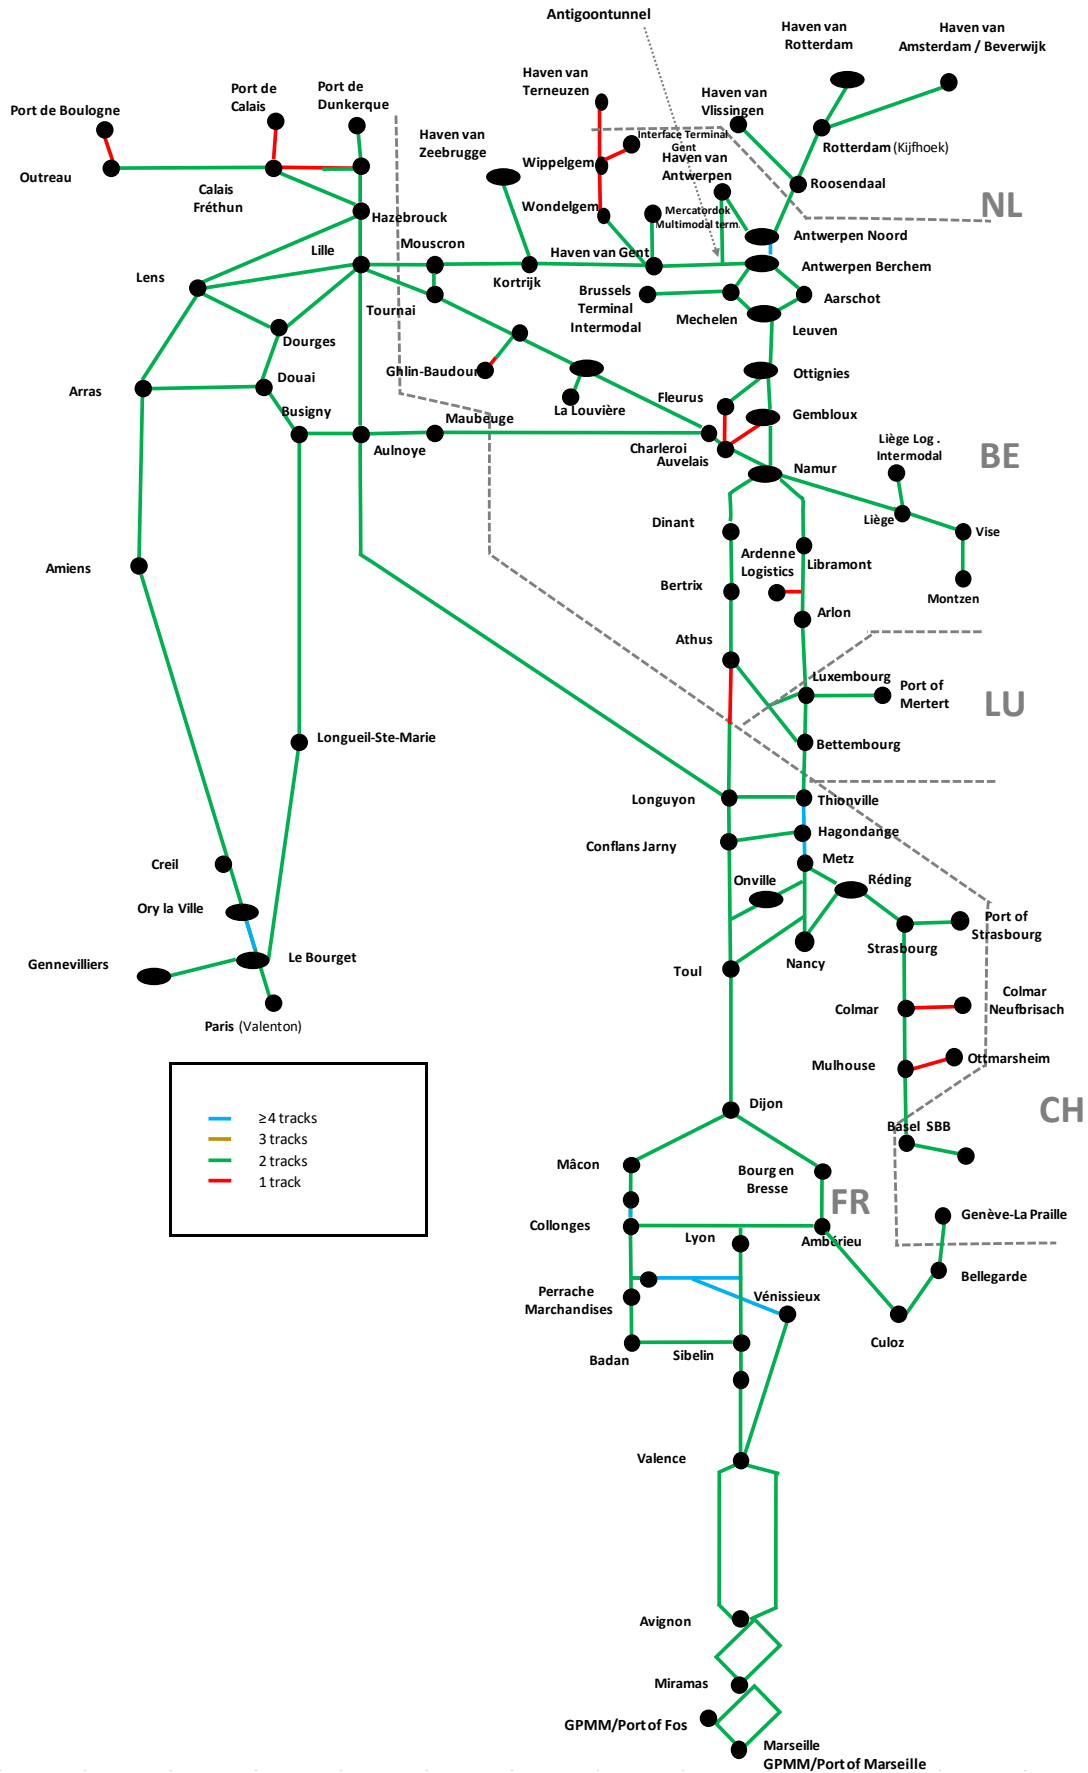 Antigoontunnel
Haven van
Rotterdam
Haven van
Amsterdam / Beverwijk
Haven van
Terneuzen
Port de
Calais
Port de
Dunkerque
Port de Boulogne
Haven van
Vlissingen
Haven van
Zeebrugge
Interface Terminal
Gent
Rotterdam (Kijfhoek)
Wippelgem
Haven van
Antwerpen
Outreau
Calais
Fréthun
Roosendaal
NL
Wondelgem
Mercatordok
Multimodal term.
Hazebrouck
Antwerpen Noord
Lille
Mouscron
Haven van Gent
Antwerpen Berchem
Lens
Kortrijk
Brussels
Terminal
Intermodal
Aarschot
Tournai
Mechelen
Leuven
Dourges
Ghlin-Baudour
Ottignies
Douai
Arras
Fleurus
La Louvière
Gembloux
Busigny
Maubeuge
Aulnoye
Charleroi
Auvelais
Liège Log .
Intermodal
BE
Namur
Dinant
Liège
Vise
Ardenne
Logistics
Libramont
Amiens
Bertrix
Montzen
Arlon
Athus
Luxembourg
Port of
Mertert
LU
Longueil-Ste-Marie
Bettembourg
Longuyon
Thionville
Conflans Jarny
Hagondange
Creil
Metz
Onville
Réding
Ory la Ville
Port of
Strasbourg
Strasbourg
Gennevilliers
Le Bourget
Nancy
Toul
Colmar
Colmar
Neufbrisach
Paris (Valenton)
Mulhouse
Ottmarsheim
≥4 tracks
3 tracks
2 tracks
1 track
Dijon
CH
Basel SBB
Mâcon
Bourg en
Bresse
FR
Genève-La Praille
Collonges
Lyon
Ambérieu
Bellegarde
Perrache
Marchandises
Vénissieux
Culoz
Badan
Sibelin
Valence
Avignon
Miramas
GPMM/Port of Fos
Marseille
GPMM/Port of Marseille